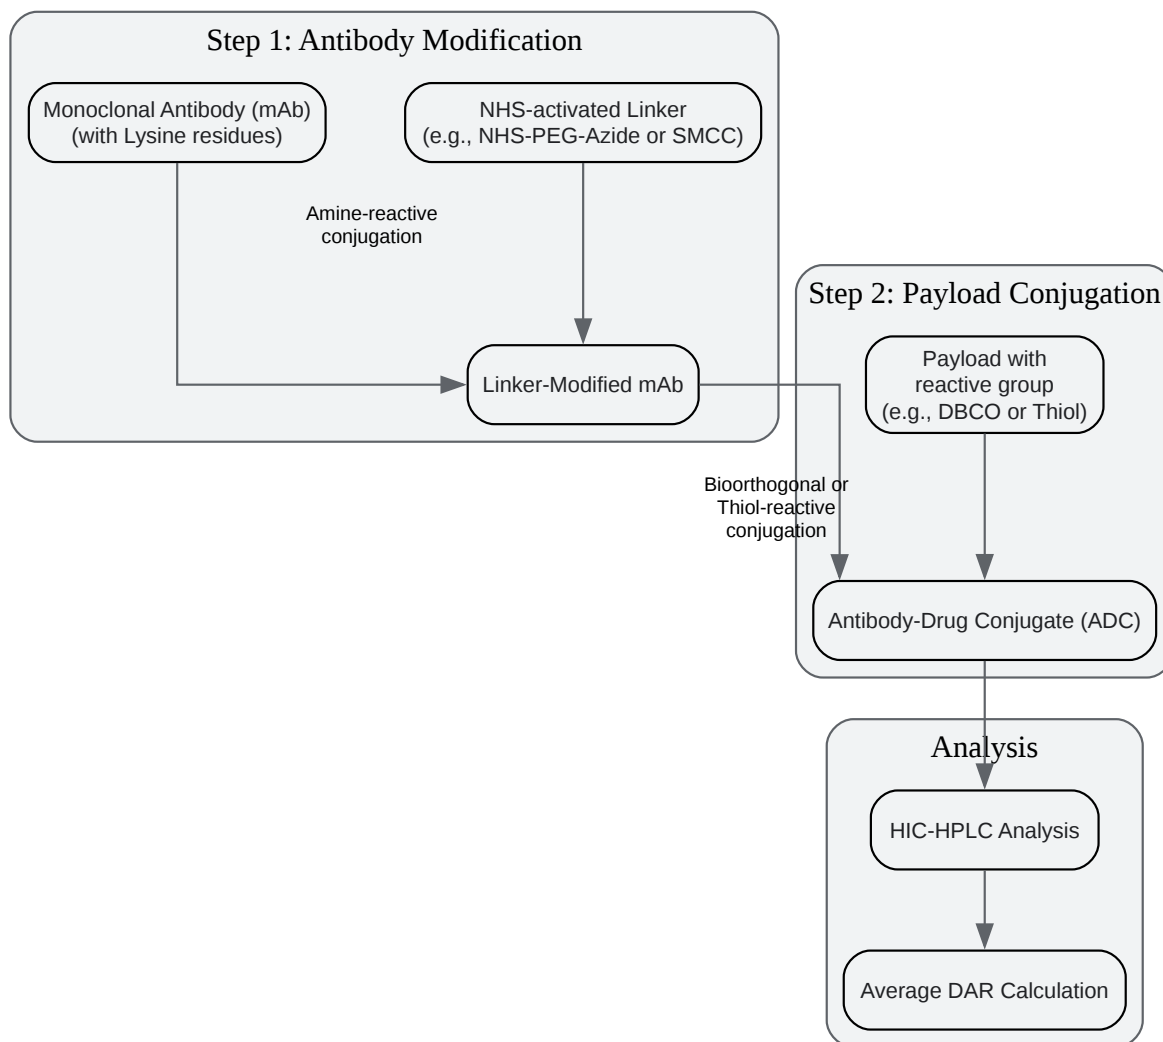 Step 1: Antibody Modification
Monoclonal Antibody (mAb)
(with Lysine residues)
NHS-activated Linker
(e.g., NHS-PEG-Azide or SMCC)
Amine-reactive
conjugation
Linker-Modified mAb
Step 2: Payload Conjugation
Payload with
reactive group
(e.g., DBCO or Thiol)
Bioorthogonal or
Thiol-reactive
conjugation
Antibody-Drug Conjugate (ADC)
Analysis
HIC-HPLC Analysis
Average DAR Calculation